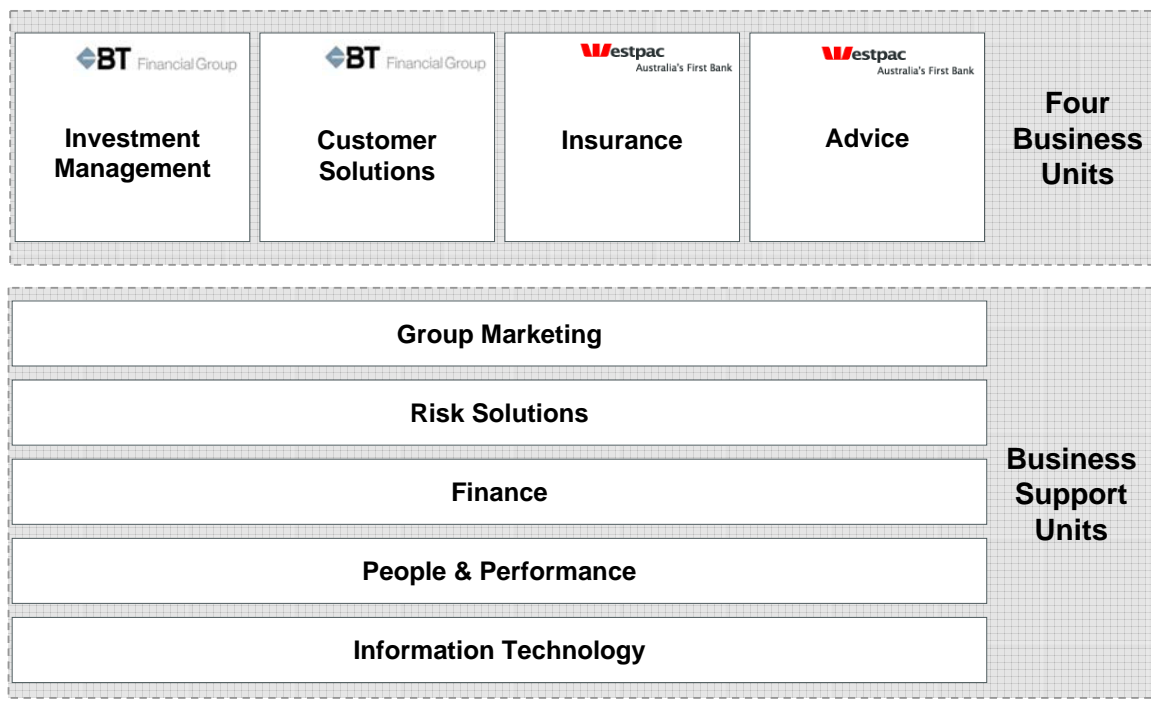 BT Financial Group
Investment
Management
BT Financial Group
Customer
Solutions
Westpac
Australia's First Bank
Insurance
Westpac
Australia's First Bank
Advice
Four
Business
Units
Group Marketing
Risk Solutions
Finance
People & Performance
Information Technology
Business
Support
Units